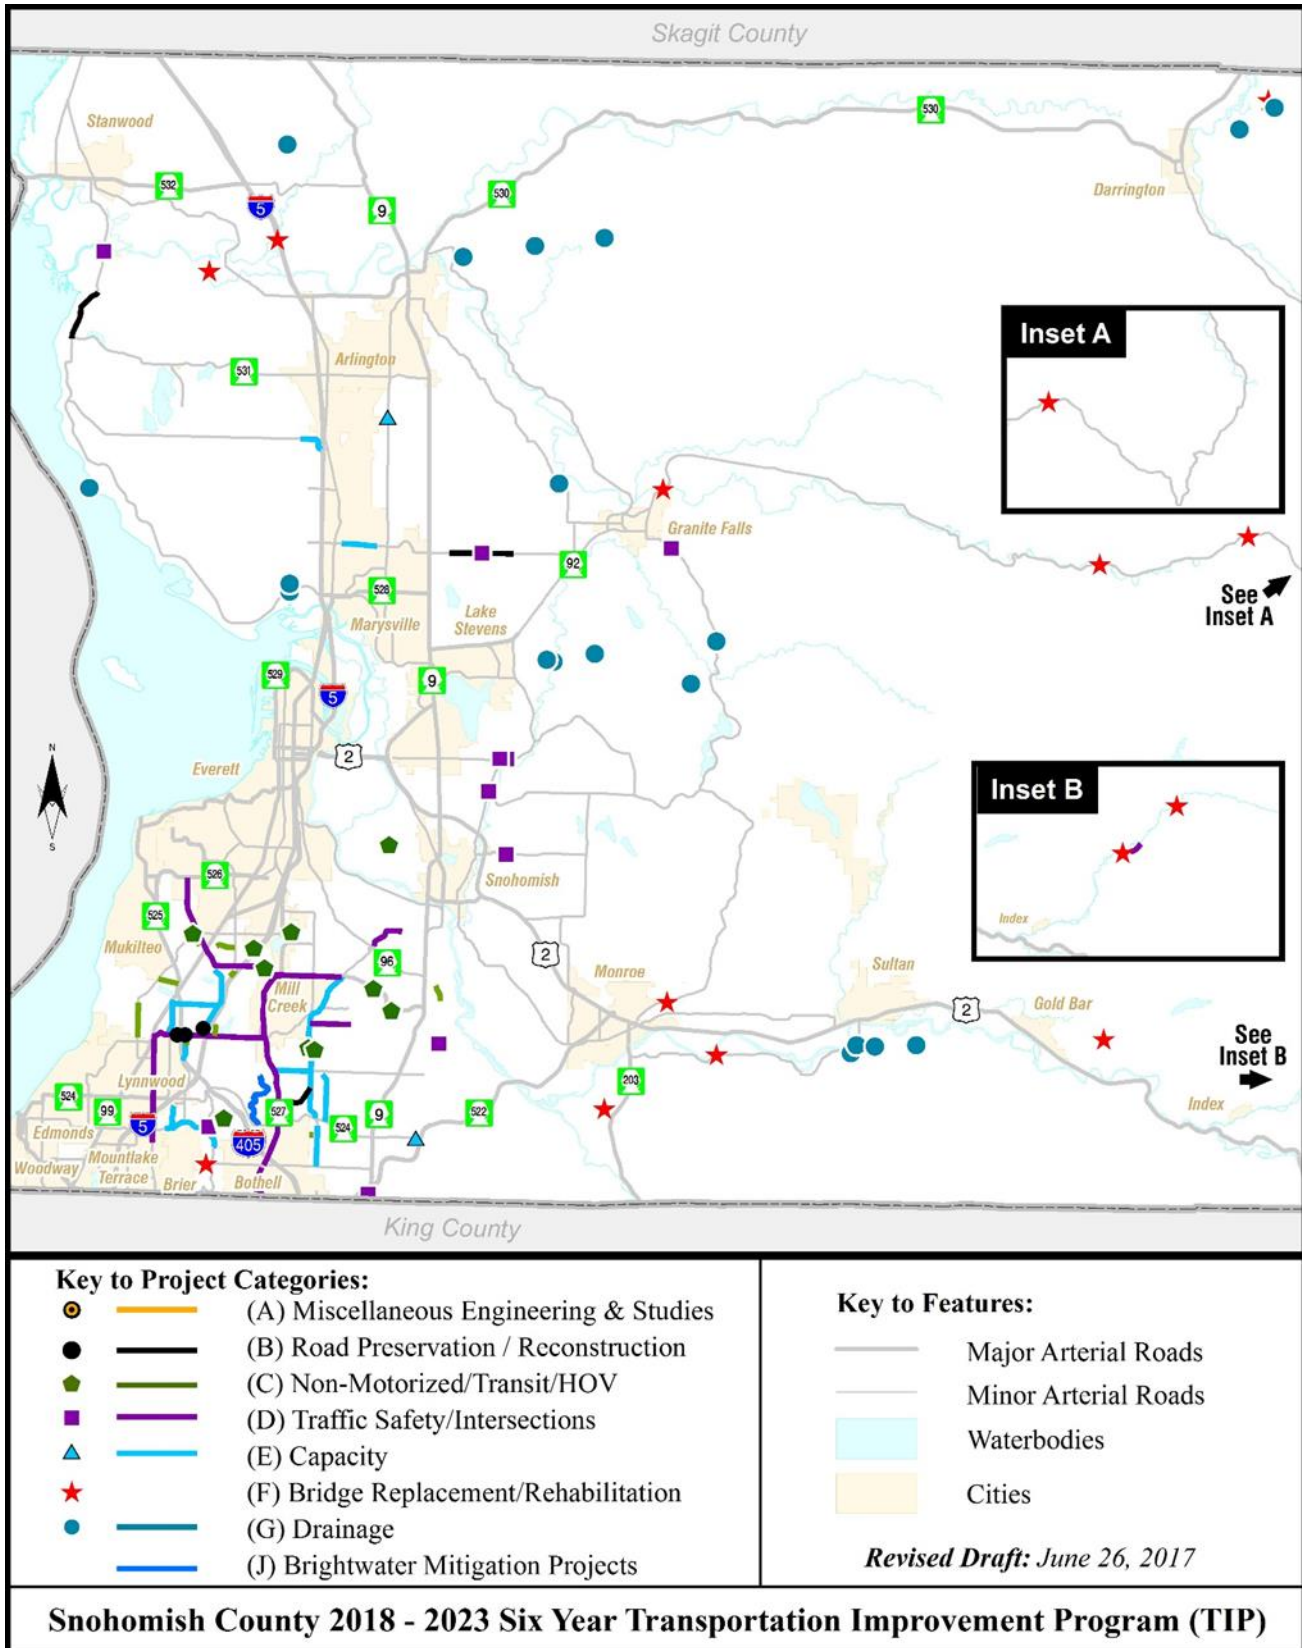 Skagit County
Stanwood
530
532
5
9
530
Darrington
Inset A
531
Arlington
Granite Falls
92
See
Inset A
528
Marysville
Lake
Stevens
529
5
9
2
Everett
Inset B
Index
N
S
526
Snohomish
525
Mukilteo
96
2
Monroe
Sultan
2
Gold Bar
Mill
Creek
See
Inset B
Lynnwood
203
Index
524
99
5
527
524
9
522
405
Edmonds
Woodway
Mountlake
Terrace
Brier
Bothell
King County
Key to Project Categories:
(A) Miscellaneous Engineering & Studies
(B) Road Preservation / Reconstruction
(C) Non-Motorized/Transit/HOV
(D) Traffic Safety/Intersections
(E) Capacity
(F) Bridge Replacement/Rehabilitation
(G) Drainage
(J) Brightwater Mitigation Projects
Key to Features:
Major Arterial Roads
Minor Arterial Roads
Waterbodies
Cities
Revised Draft: June 26, 2017
Snohomish County 2018 - 2023 Six Year Transportation Improvement Program (TIP)